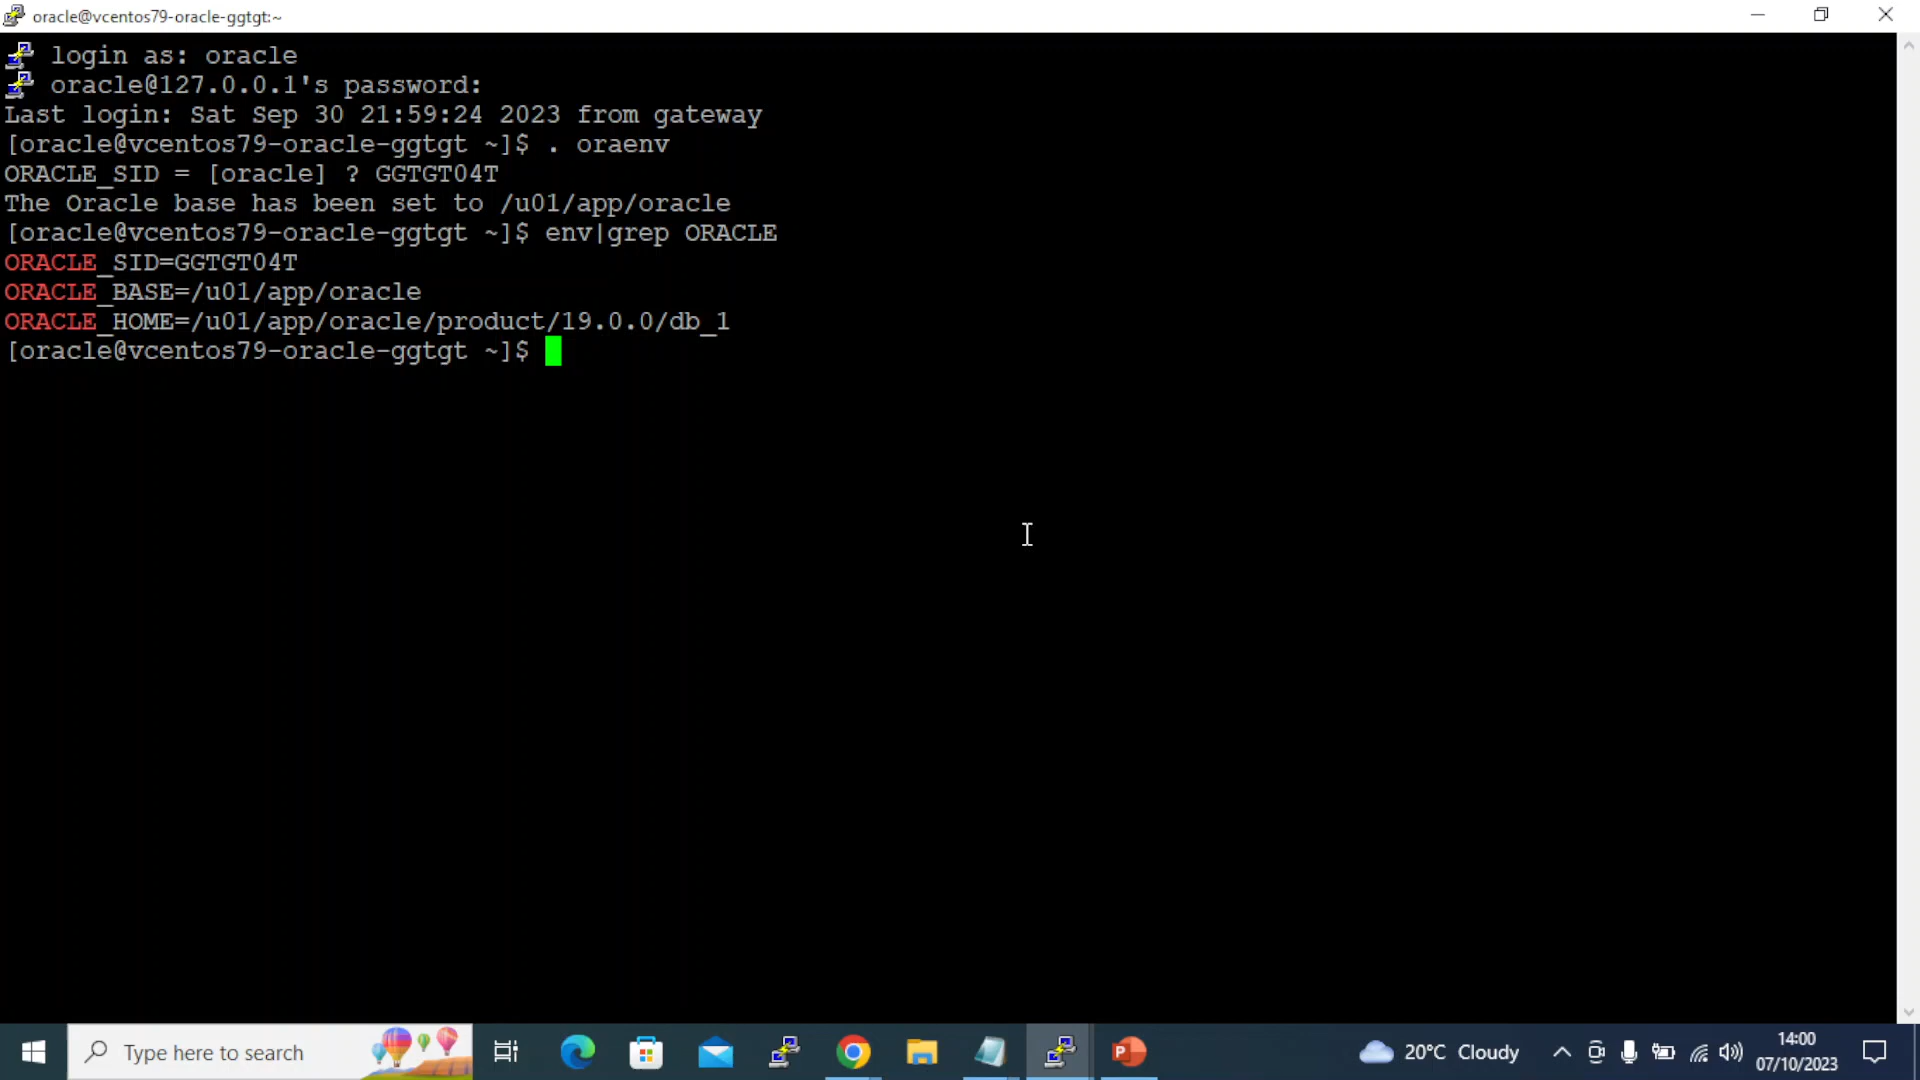 oracle@vcentos79-oracle-ggtgt:~
login as: oracle
oracle@127.0.0.1's password:
Last login: Sat Sep 30 21:59:24 2023 from gateway
[oracle@vcentos79-oracle-ggtgt ~]$ . oraenv
ORACLE_SID = [oracle] ? GGTGT04T
The Oracle base has been set to /u01/app/oracle
[oracle@vcentos79-oracle-ggtgt ~]$ env|grep ORACLE
ORACLE_SID=GGTGT04T
ORACLE_BASE=/u01/app/oracle
ORACLE_HOME=/u01/app/oracle/product/19.0.0/db_1
[oracle@vcentos79-oracle-ggtgt ~]$
Type here to search
20°C Cloudy
14:00
07/10/2023